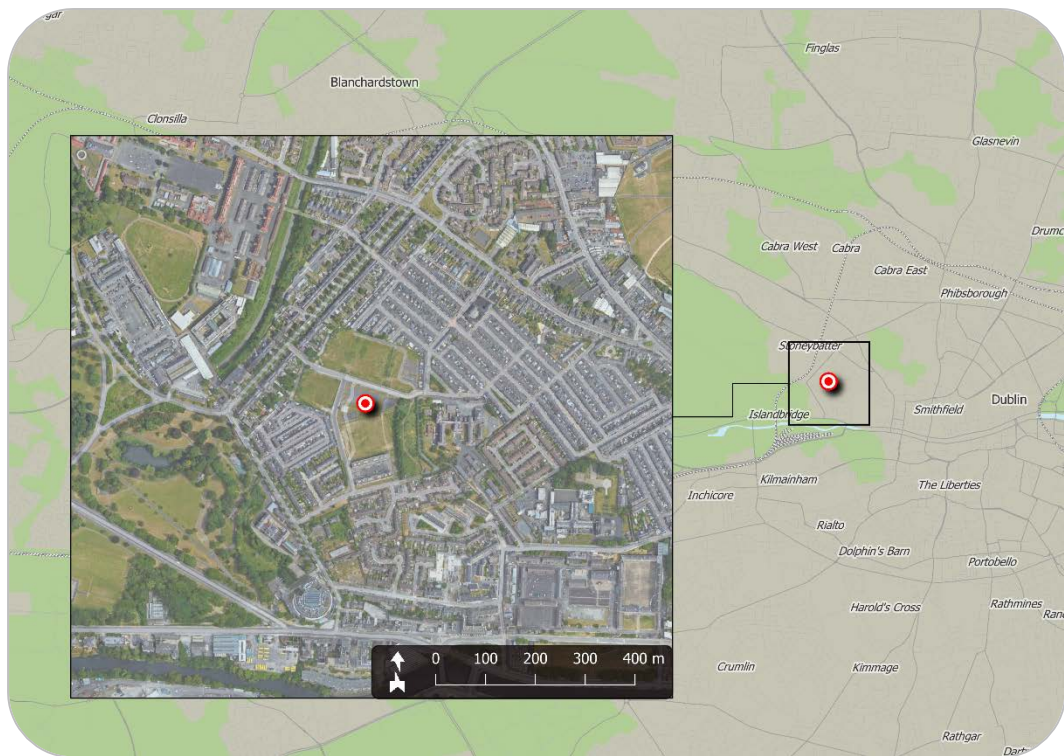 Finglas
Blanchardstown
Clonsilla
Glasnevin
Cabra West
Cabra
Cabra East
Phibsborough
Stoneybatter
Islandbridge
Smithfield
Dublin
Kilmainham
The Liberties
Inchicore
Rialto
Dolphin's Barn
Portobello
Harold's Cross
Rathmines
Crumlin
Kimmage
Rathgar
0 100 200 300 400 m